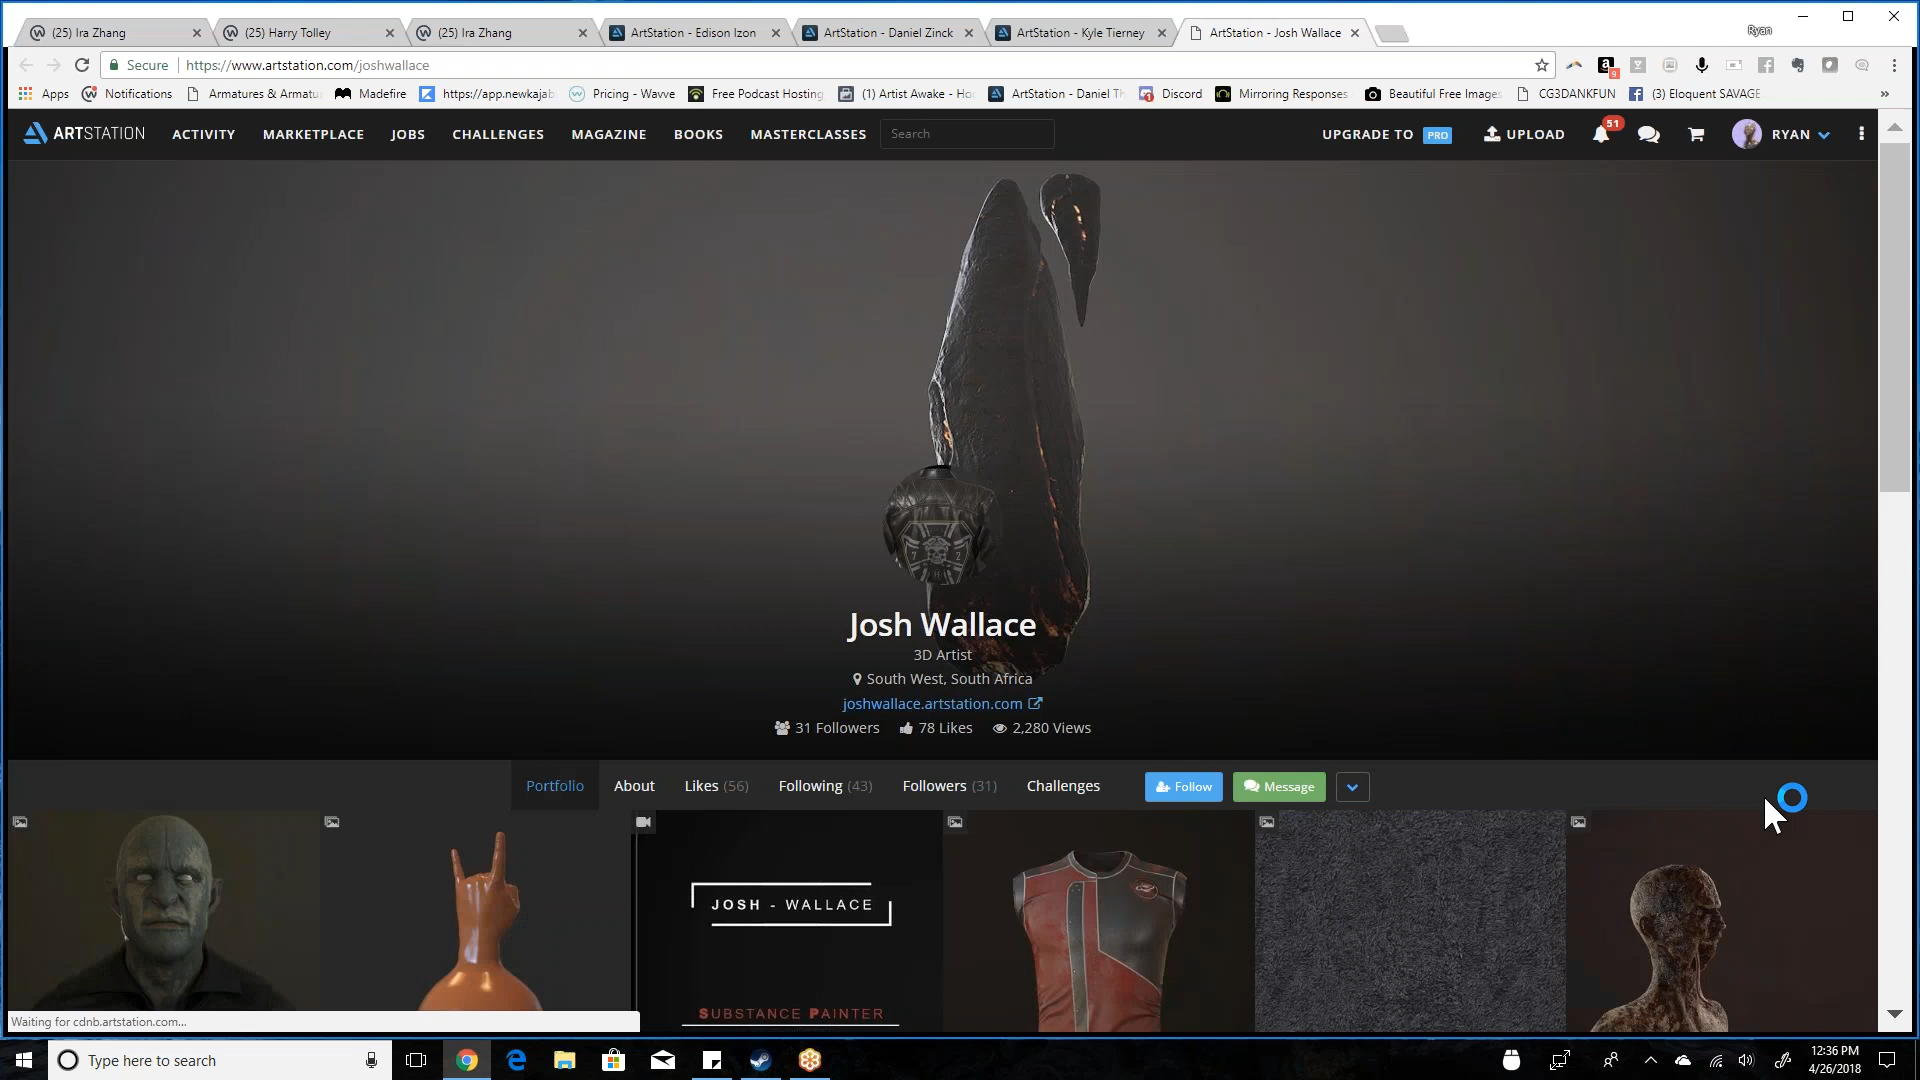 (25) Ira Zhang
(25) Harry Tolley
(25) Ira Zhang
ArtStation - Edison Izon
ArtStation - Daniel Zinck
ArtStation - Kyle Tierney
ArtStation - Josh Wallace
Ryan
Secure
https://www.artstation.com/joshwallace
9
Apps
Notifications
Armatures & Armatu
Madefire
https://app.newkajab
Pricing - Wavve
Free Podcast Hosting
(1) Artist Awake - Ho
ArtStation - Daniel Th
Discord
Mirroring Responses
Beautiful Free Images
CG3DANKFUN
(3) Eloquent SAVAGE
»
ARTSTATION
ACTIVITY
MARKETPLACE
JOBS
CHALLENGES
MAGAZINE
BOOKS
MASTERCLASSES
Search
UPGRADE TO PRO
UPLOAD
51
RYAN
7 2
Josh Wallace
3D Artist
South West, South Africa
joshwallace.artstation.com
31 Followers
78 Likes
2,280 Views
Portfolio
About
Likes (56)
Following (43)
Followers (31)
Challenges
Follow
Message
JOSH - WALLACE
SUBSTANCE PAINTER
Waiting for cdnb.artstation.com...
Type here to search
12:36 PM
4/26/2018